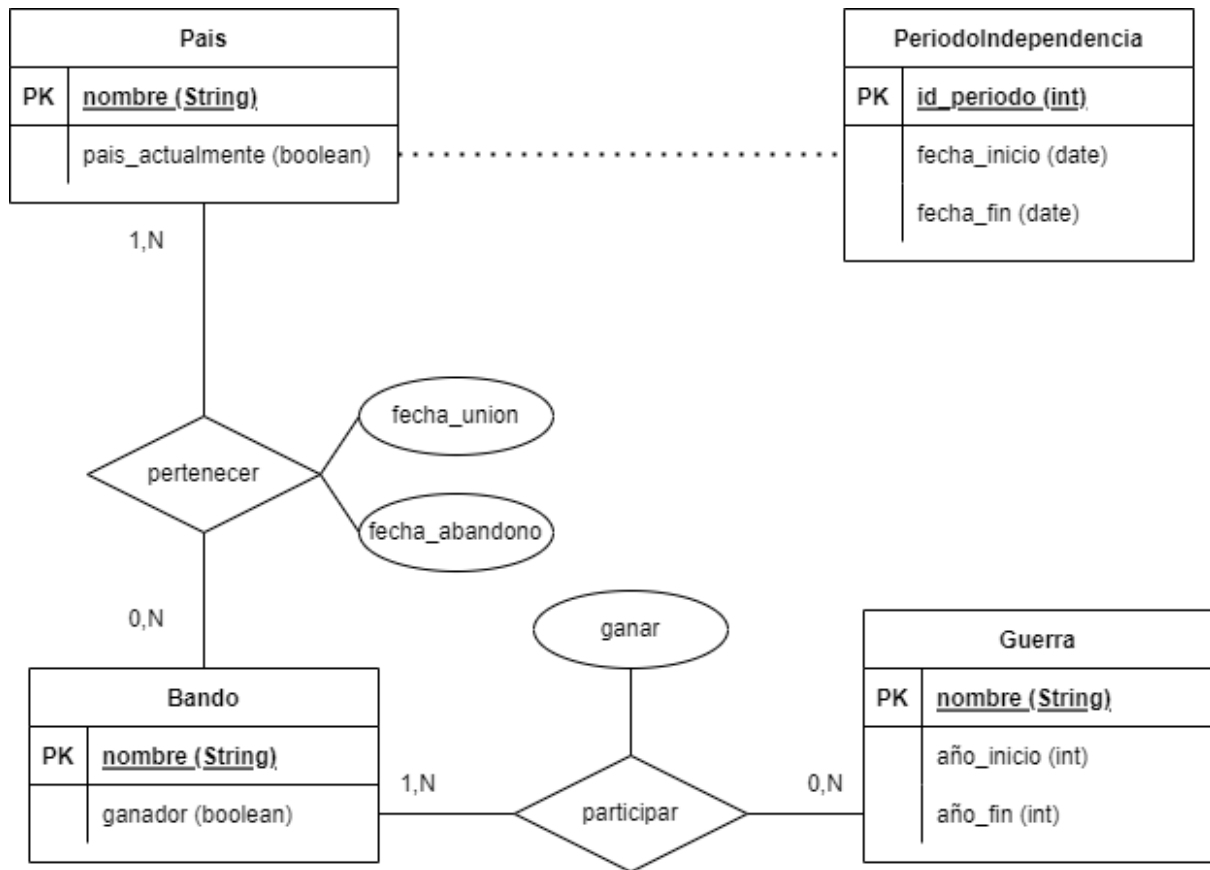 Pais
PK nombre (String)
pais_actualmente (boolean)
PeriodoIndependencia
PK id_periodo (int)
fecha_inicio (date)
fecha_fin (date)
1,N
fecha_union
pertenecer
fecha_abandono
0,N
ganar
Bando
PK nombre (String)
ganador (boolean)
1,N
participar
0,N
Guerra
PK nombre (String)
año_inicio (int)
año_fin (int)